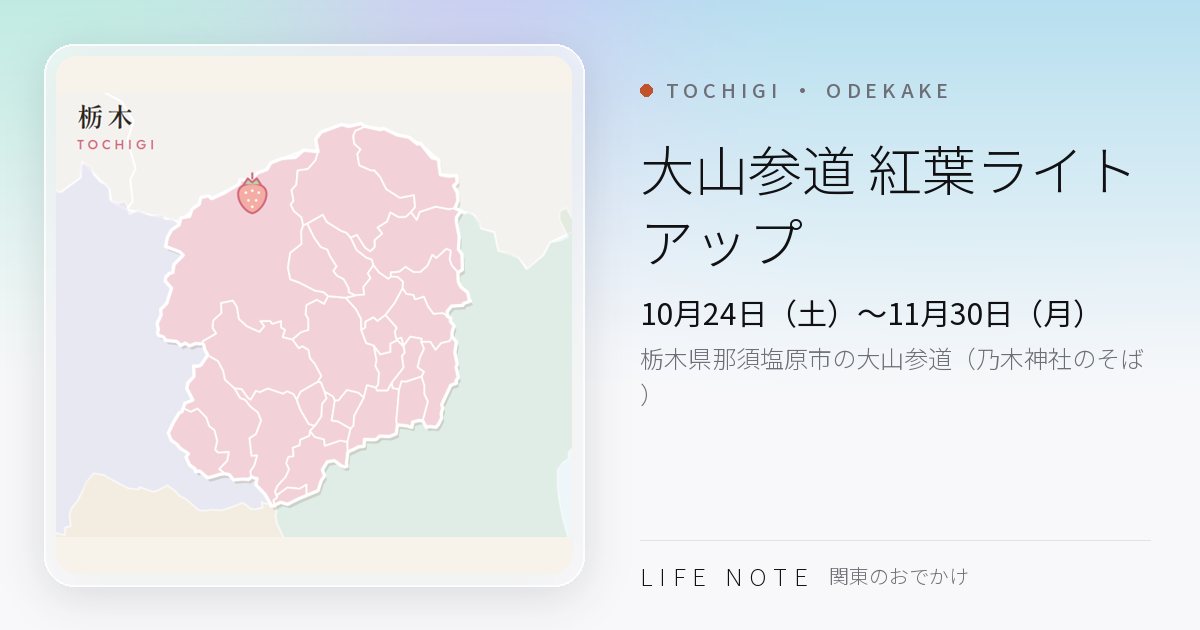 栃木
TOCHIGI
TOCHIGI • ODEKAKE
大山参道 紅葉ライト
アップ
10月24日（土）〜11月30日（月）
栃木県那須塩原市の大山参道（乃木神社のそば
）
LIFE NOTE 関東のおでかけ